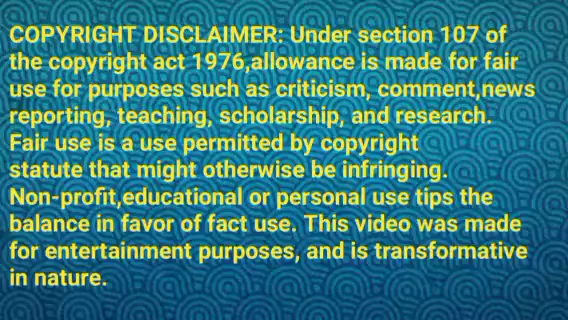 COPYRIGHT DISCLAIMER: Under section 107 of
the copyright act 1976,allowance is made for fair
use for purposes such as criticism, comment,news
reporting, teaching, scholarship, and research.
Fair use is a use permitted by copyright
statute that might otherwise be infringing.
Non-profit,educational or personal use tips the
balance in favor of fact use. This video was made
for entertainment purposes, and is transformative
in nature.